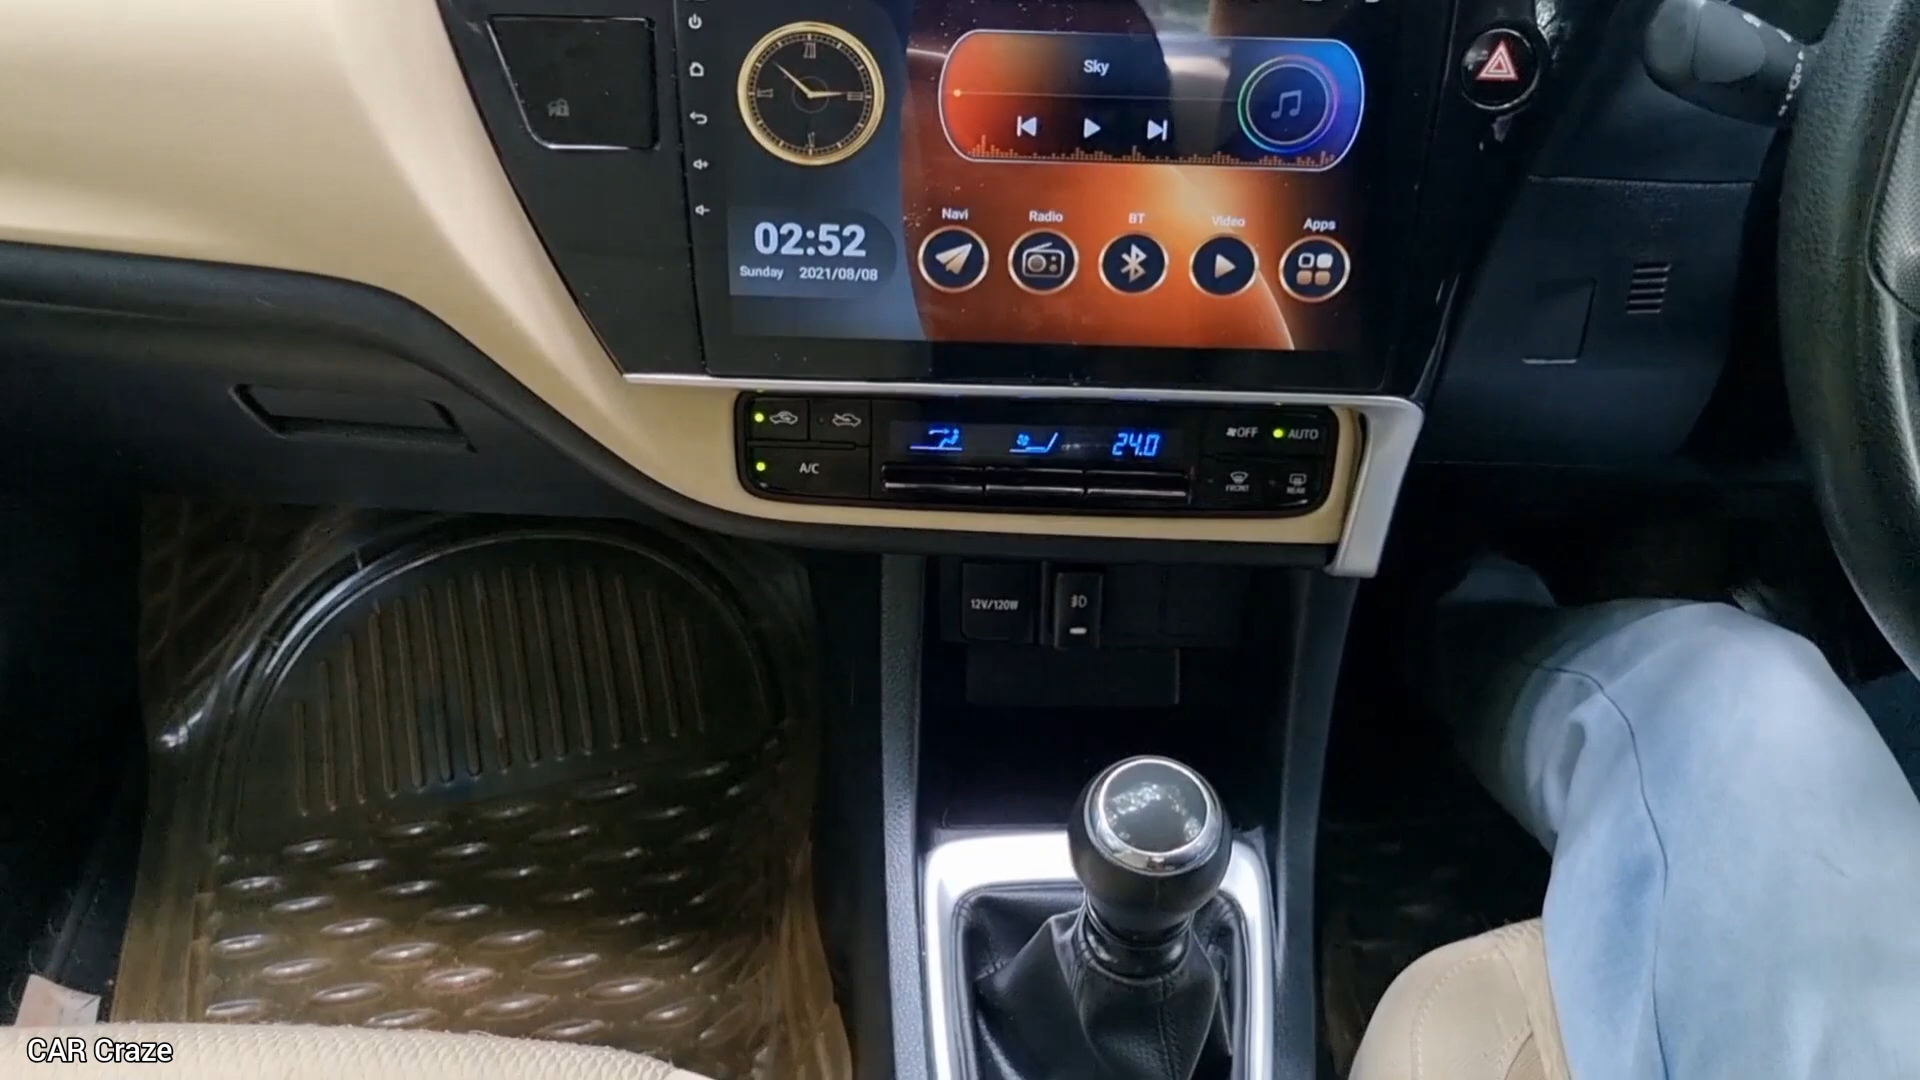 Sky
Navi
Radio
BT
Video
Apps
02:52
Sunday 2021/08/08
24.0
OFF
AUTO
A/C
FRONT
REAR
12V/120W
CAR Craze